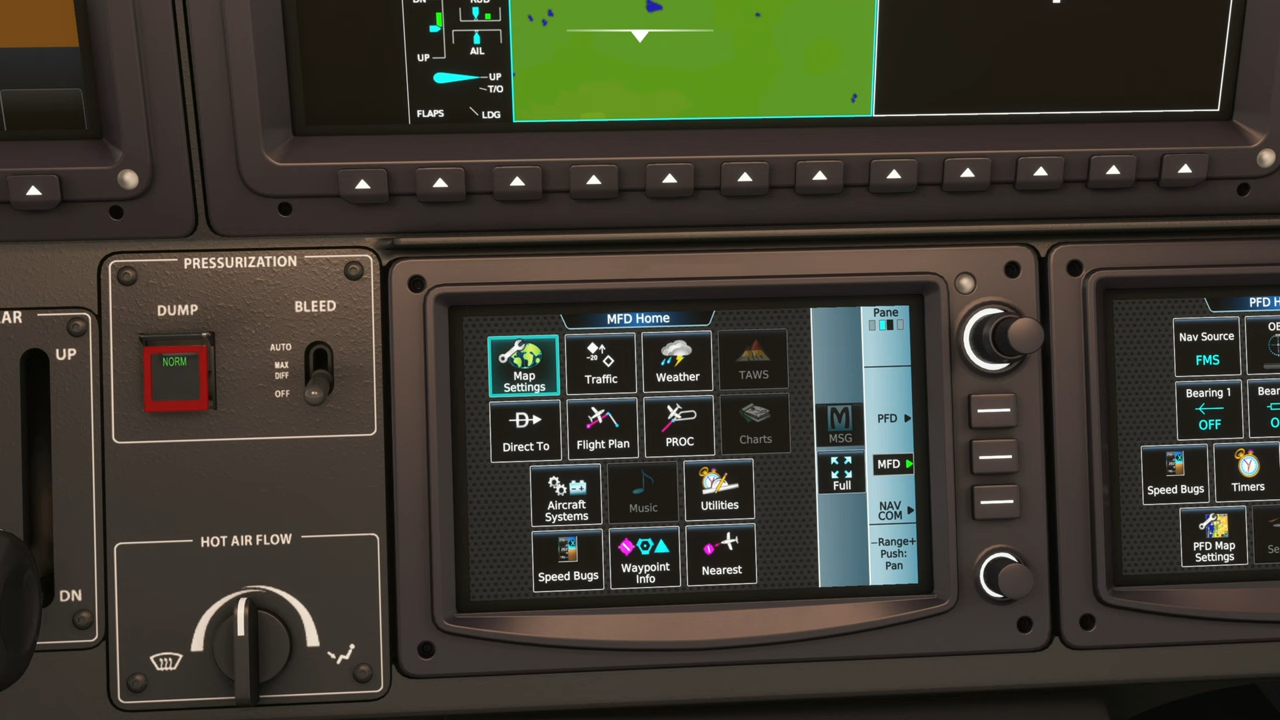 DN
RUD
UP
AIL
UP
T/O
FLAPS
LDG
PRESSURIZATION
DUMP
BLEED
NORM
AUTO
MAX
DIFF
OFF
UP
DN
HOT AIR FLOW
MFD Home
Map
Settings
-20
Traffic
Weather
TAWS
D
Direct To
Flight Plan
PROC
Charts
Aircraft
Systems
Music
Utilities
Speed Bugs
Waypoint
Info
Nearest
MSG
Full
Pane
PFD
MFD
NAV
COM
–Range+
Push:
Pan
PFD H
Nav Source
FMS
Bearing 1
OFF
Speed Bugs
Timers
PFD Map
Settings